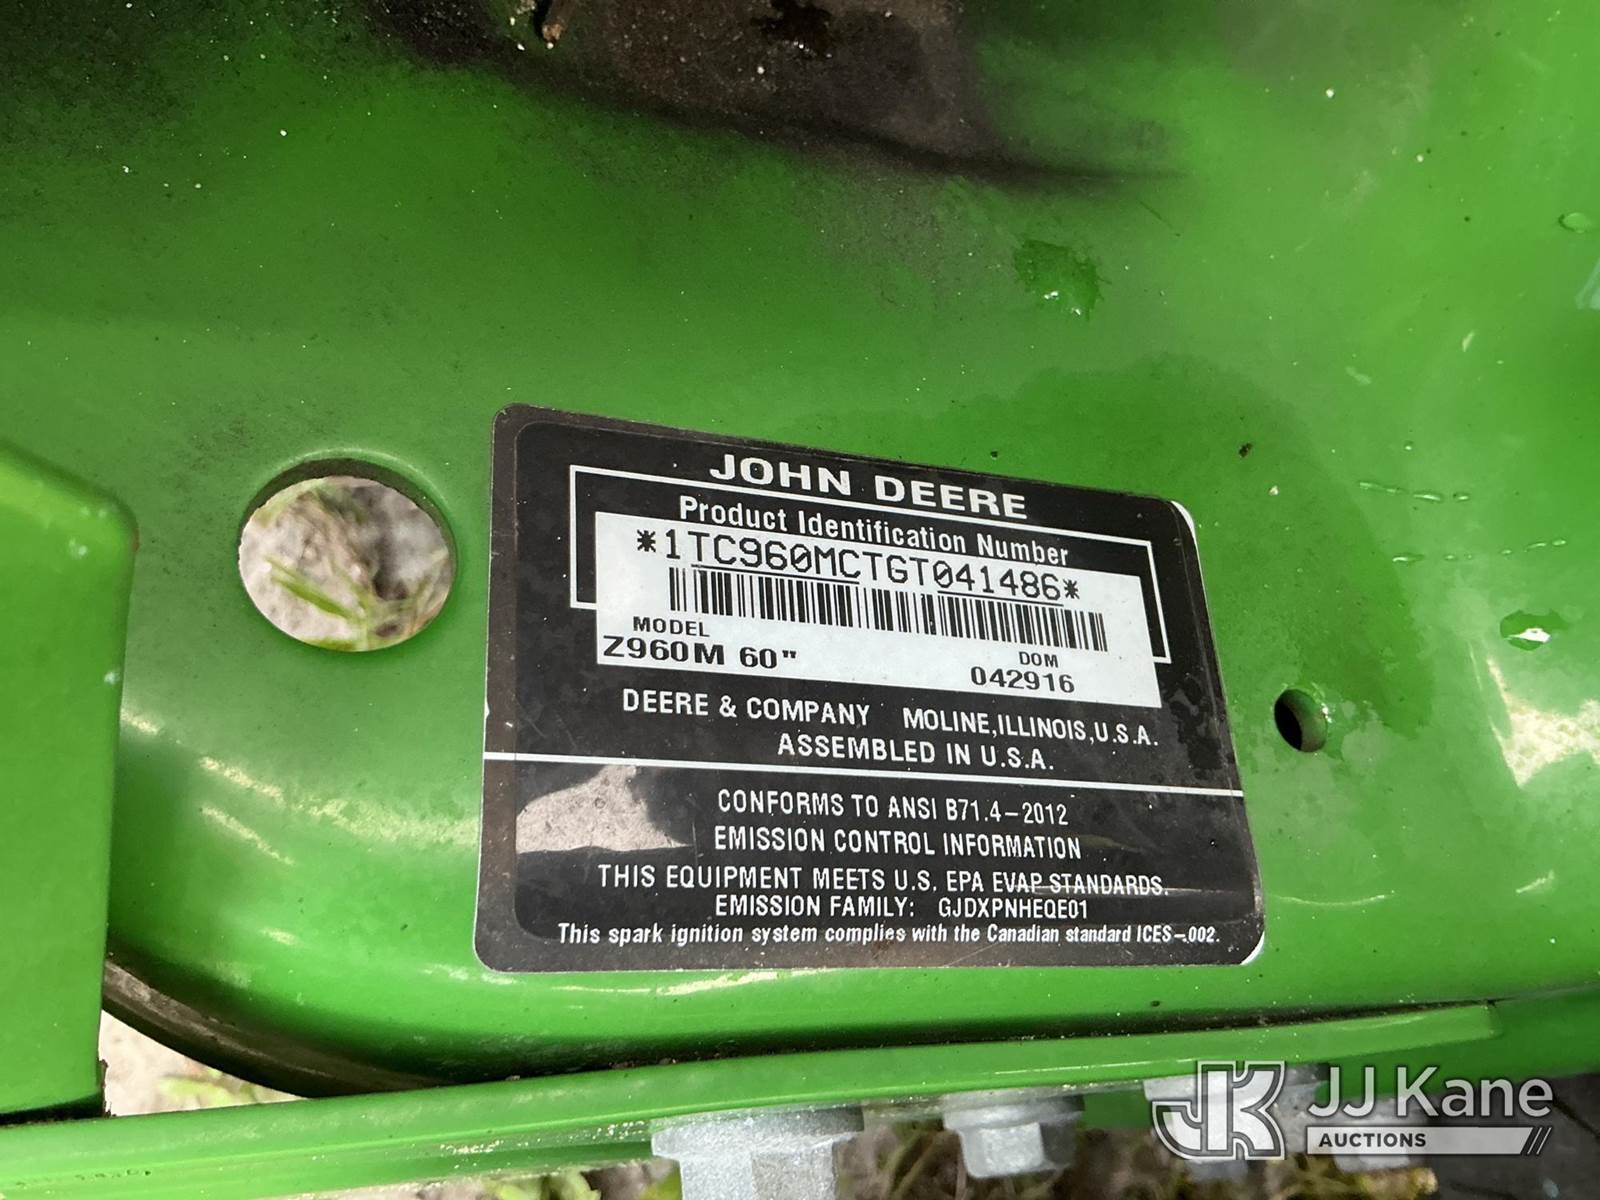 JOHN DEERE
Product Identification Number
*1TC960MCTGT041486*
MODEL
Z960M 60"
DOM
042916
DEERE & COMPANY MOLINE, ILLINOIS, U.S.A.
ASSEMBLED IN U.S.A.
CONFORMS TO ANSI B71.4-2012
EMISSION CONTROL INFORMATION
THIS EQUIPMENT MEETS U.S. EPA EVAP STANDARDS.
EMISSION FAMILY: GJDXPNHEQE01
This spark ignition system complies with the Canadian standard ICES-002.
JK JJ Kane
AUCTIONS